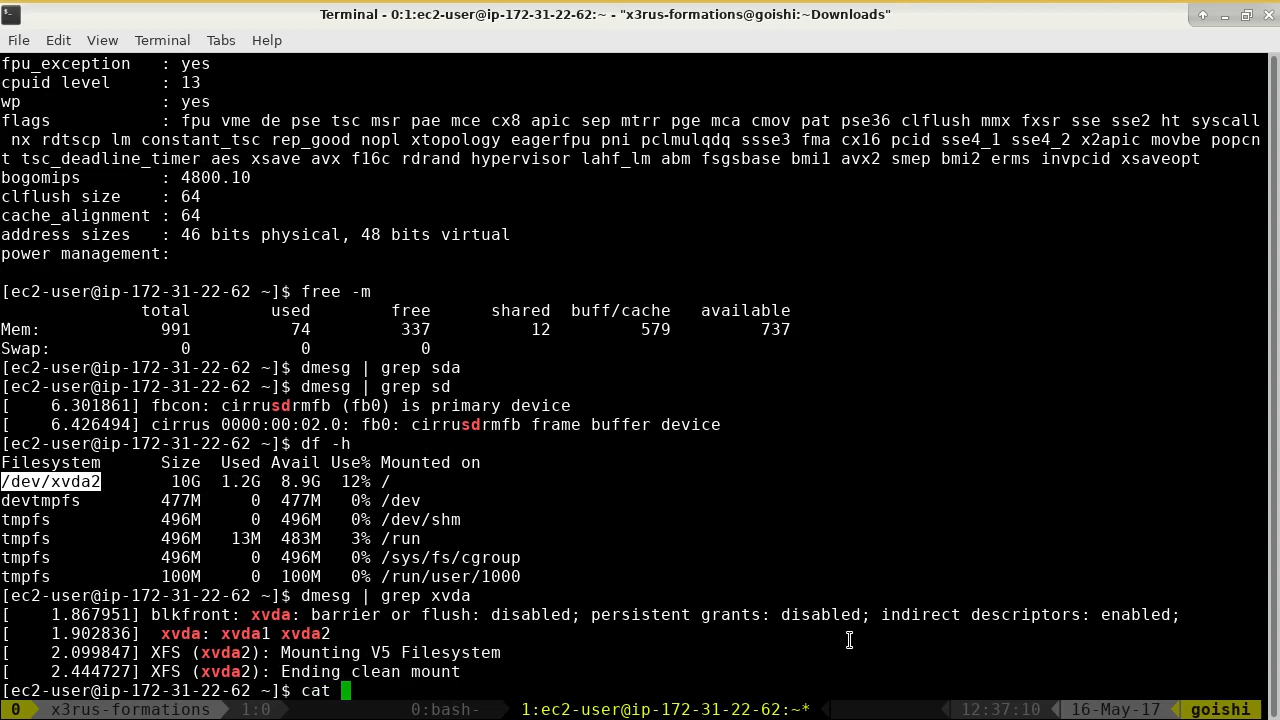 Terminal - 0:1:ec2-user@ip-172-31-22-62:~ - "x3rus-formations@goishi:~Downloads"
File Edit View Terminal Tabs Help
fpu_exception   : yes
cpuid level     : 13
wp              : yes
flags           : fpu vme de pse tsc msr pae mce cx8 apic sep mtrr pge mca cmov pat pse36 clflush mmx fxsr sse sse2 ht syscall
 nx rdtscp lm constant_tsc rep_good nopl xtopology eagerfpu pni pclmulqdq ssse3 fma cx16 pcid sse4_1 sse4_2 x2apic movbe popcn
t tsc_deadline_timer aes xsave avx f16c rdrand hypervisor lahf_lm abm fsgsbase bmi1 avx2 smep bmi2 erms invpcid xsaveopt
bogomips        : 4800.10
clflush size    : 64
cache_alignment : 64
address sizes   : 46 bits physical, 48 bits virtual
power management:
[ec2-user@ip-172-31-22-62 ~]$ free -m
              total        used        free      shared  buff/cache   available
Mem:            991          74         337          12         579         737
Swap:             0           0           0
[ec2-user@ip-172-31-22-62 ~]$ dmesg | grep sda
[ec2-user@ip-172-31-22-62 ~]$ dmesg | grep sd
[    6.301861] fbcon: cirrusdrmfb (fb0) is primary device
[    6.426494] cirrus 0000:00:02.0: fb0: cirrusdrmfb frame buffer device
[ec2-user@ip-172-31-22-62 ~]$ df -h
Filesystem      Size  Used Avail Use% Mounted on
/dev/xvda2       10G  1.2G  8.9G  12% /
devtmpfs        477M     0  477M   0% /dev
tmpfs           496M     0  496M   0% /dev/shm
tmpfs           496M   13M  483M   3% /run
tmpfs           496M     0  496M   0% /sys/fs/cgroup
tmpfs           100M     0  100M   0% /run/user/1000
[ec2-user@ip-172-31-22-62 ~]$ dmesg | grep xvda
[    1.867951] blkfront: xvda: barrier or flush: disabled; persistent grants: disabled; indirect descriptors: enabled;
[    1.902836]  xvda: xvda1 xvda2
[    2.099847] XFS (xvda2): Mounting V5 Filesystem
[    2.444727] XFS (xvda2): Ending clean mount
[ec2-user@ip-172-31-22-62 ~]$ cat
0 x3rus-formations 1:0 0:bash- 1:ec2-user@ip-172-31-22-62:~* 12:37:10 16-May-17 goishi